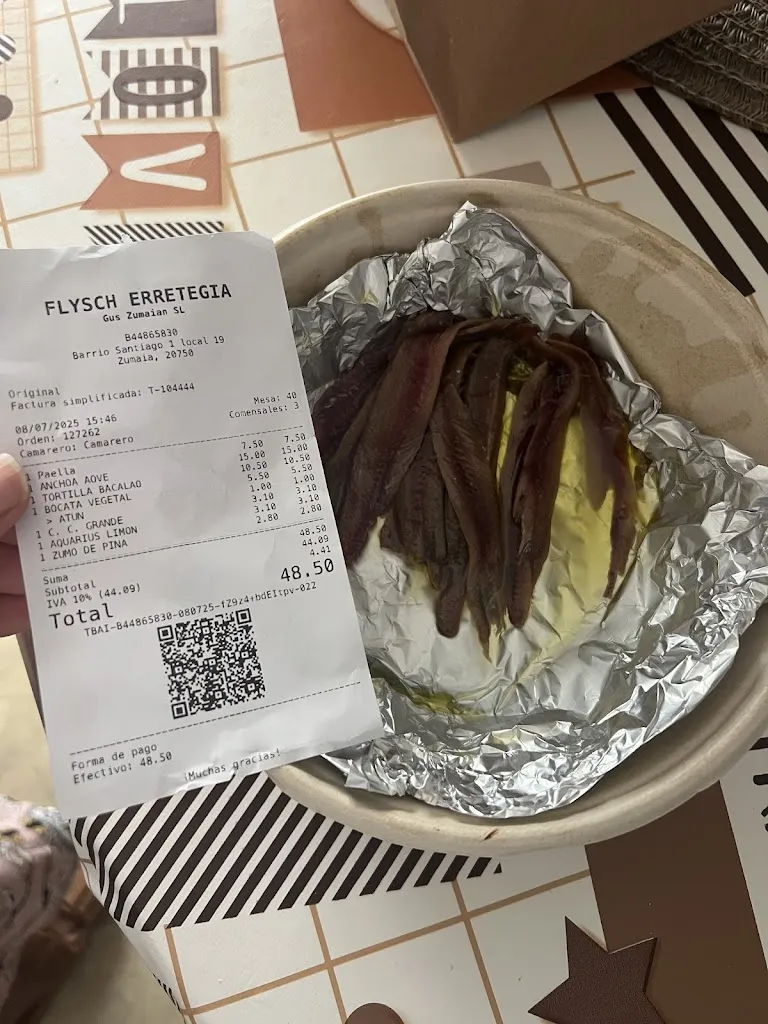 LOV
FLYSCH ERRETEGIA
Gus Zumaian SL
B44865830
Barrio Santiago 1 local 19
Zumaia, 20750
Original
Factura simplificada: T-104444
08/07/2025 15:46 Mesa: 40
Orden: 127262 Comensales: 3
Camarero: Camarero
1 Paella 7.50 7.50
1 ANCHOA AOVE 15.00 15.00
1 TORTILLA BACALAO 10.50 10.50
1 BOCATA VEGETAL 5.50 5.50
> ATUN 1.00 1.00
1 C. C. GRANDE 3.10 3.10
1 AQUARIUS LIMON 3.10 3.10
1 ZUMO DE PINA 2.80 2.80
Suma 48.50
Subtotal 44.09
IVA 10% (44.09) 4.41
Total 48.50
TBAI-B44865830-080725-fZ9z4+bdEItpv-022
Forma de pago
Efectivo: 48.50
¡Muchas gracias!